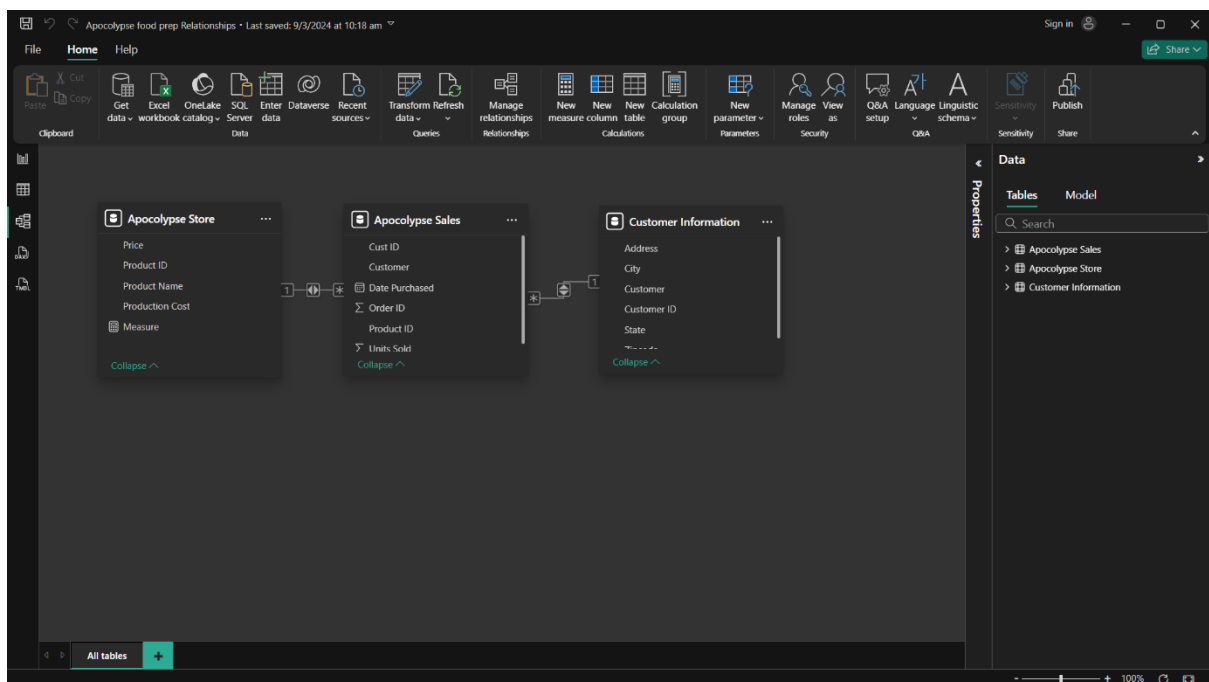 Apocolypse food prep Relationships • Last saved: 9/3/2024 at 10:18 am
Sign in
File Home Help
Share
Paste
Cut
Copy
Get data
Excel workbook
OneLake catalog
SQL Server
Enter data
Dataverse
Recent sources
Transform data
Refresh
Manage relationships
New measure
New column
New table
Calculation group
New parameter
Manage roles
View as
Q&A setup
Language
Linguistic schema
Sensitivity
Publish
Clipboard
Data
Queries
Relationships
Calculations
Parameters
Security
Q&A
Sensitivity
Share
Apocolypse Store
Price
Product ID
Product Name
Production Cost
Measure
Collapse
1
*
Apocolypse Sales
Cust ID
Customer
Date Purchased
Order ID
Product ID
Units Sold
Collapse
*
1
Customer Information
Address
City
Customer
Customer ID
State
Collapse
Properties
Data
Tables Model
Search
Apocolypse Sales
Apocolypse Store
Customer Information
All tables
100%